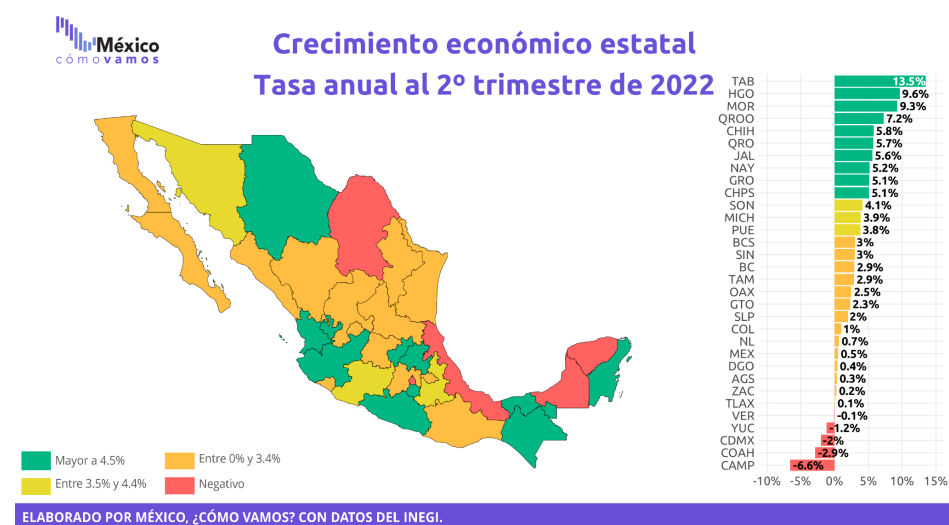 México
cómovamos
Crecimiento económico estatal
Tasa anual al 2º trimestre de 2022
TAB 13.5%
HGO 9.6%
MOR 9.3%
QROO 7.2%
CHIH 5.8%
QRO 5.7%
JAL 5.6%
NAY 5.2%
GRO 5.1%
CHPS 5.1%
SON 4.1%
MICH 3.9%
PUE 3.8%
BCS 3%
SIN 3%
BC 2.9%
TAM 2.9%
OAX 2.5%
GTO 2.3%
SLP 2%
COL 1%
NL 0.7%
MEX 0.5%
DGO 0.4%
AGS 0.3%
ZAC 0.2%
TLAX 0.1%
VER -0.1%
YUC -1.2%
CDMX -2%
COAH -2.9%
CAMP -6.6%
-10% -5% 0% 5% 10% 15%
Mayor a 4.5%
Entre 0% y 3.4%
Entre 3.5% y 4.4%
Negativo
ELABORADO POR MÉXICO, ¿CÓMO VAMOS? CON DATOS DEL INEGI.